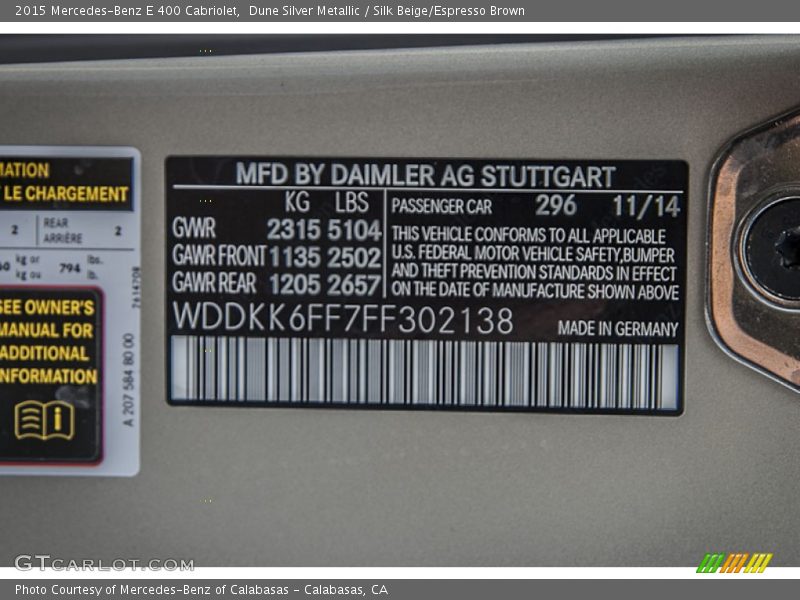 2015 Mercedes-Benz E 400 Cabriolet,  Dune Silver Metallic / Silk Beige/Espresso Brown
MATION
LE CHARGEMENT
2 REAR ARRIÈRE 2
kg or kg ou 794 lbs. lb.
SEE OWNER'S
MANUAL FOR
ADDITIONAL
INFORMATION
A 207 584 80 00
MFD BY DAIMLER AG STUTTGART
KG LBS
GWR 2315 5104
GAWR FRONT 1135 2502
GAWR REAR 1205 2657
PASSENGER CAR 296 11/14
THIS VEHICLE CONFORMS TO ALL APPLICABLE
U.S. FEDERAL MOTOR VEHICLE SAFETY,BUMPER
AND THEFT PREVENTION STANDARDS IN EFFECT
ON THE DATE OF MANUFACTURE SHOWN ABOVE
WDDKK6FF7FF302138 MADE IN GERMANY
GTCARLOT.COM
Photo Courtesy of Mercedes-Benz of Calabasas - Calabasas, CA